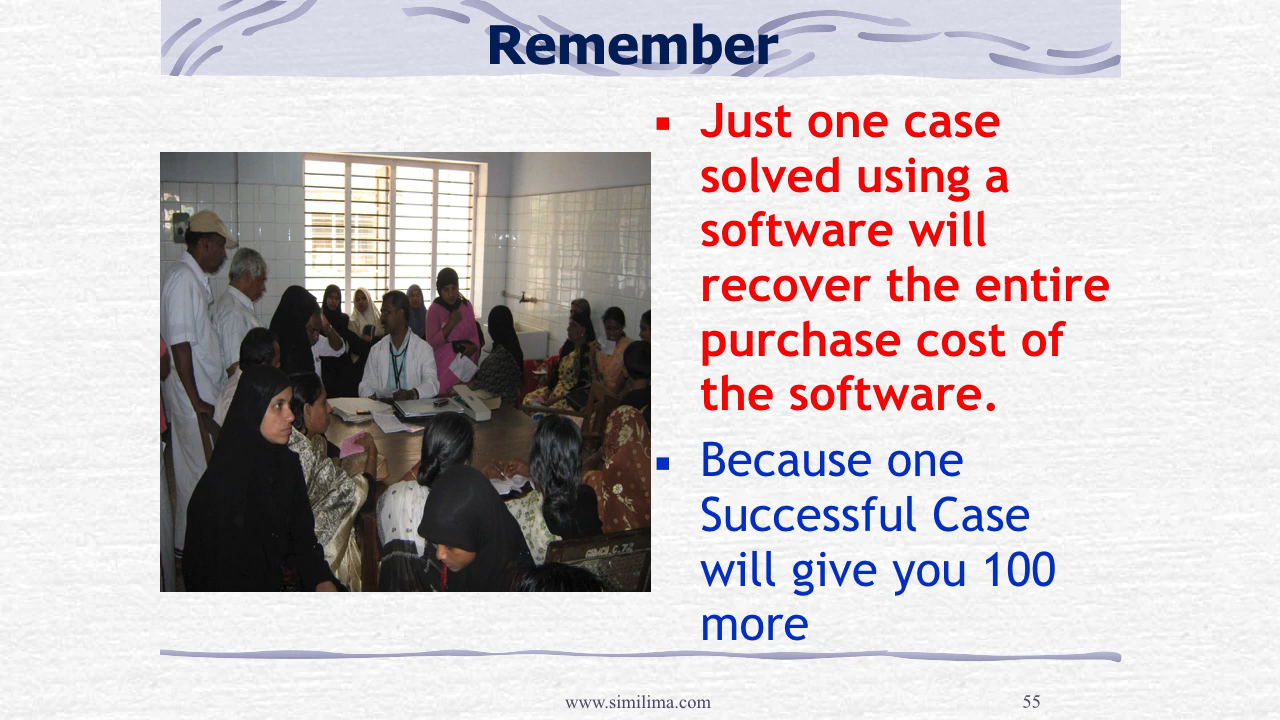 Remember
▪ Just one case
solved using a
software will
recover the entire
purchase cost of
the software.
▪ Because one
Successful Case
will give you 100
more
www.similima.com
55